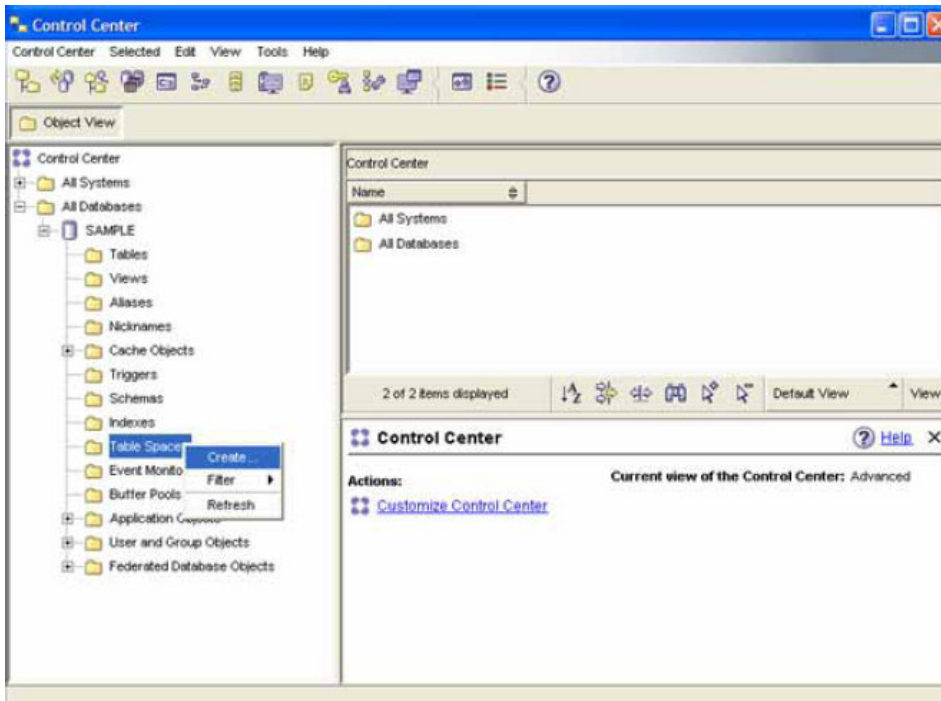 Control Center
Control Center Selected Edit View Tools Help
Object View
Control Center
All Systems
All Databases
SAMPLE
Tables
Views
Aliases
Nicknames
Cache Objects
Triggers
Schemas
Indexes
Table Space
Event Monito
Buffer Pools
Application Objects
User and Group Objects
Federated Database Objects
Create...
Filter
Refresh
Control Center
Name
All Systems
All Databases
2 of 2 items displayed
Default View
View
Control Center
Help
Actions:
Current view of the Control Center: Advanced
Customize Control Center